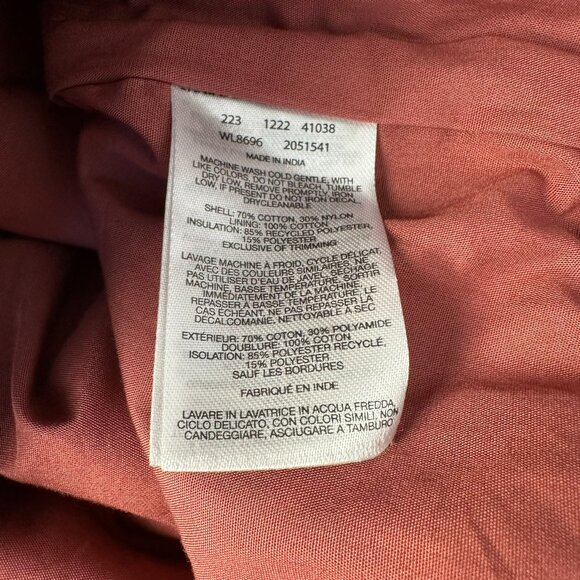 223 1222 41038
WL8696 2051541
MADE IN INDIA
MACHINE WASH COLD GENTLE, WITH
LIKE COLORS, DO NOT BLEACH, TUMBLE
DRY LOW, REMOVE PROMPTLY, IRON
LOW, IF PRESENT DO NOT IRON DECAL
DRYCLEANABLE
SHELL: 70% COTTON, 30% NYLON
LINING: 100% COTTON
INSULATION: 85% RECYCLED POLYESTER,
15% POLYESTER
EXCLUSIVE OF TRIMMING
LAVAGE MACHINE À FROID, CYCLE DÉLICAT,
AVEC DES COULEURS SIMILAIRES, NE
PAS UTILISER D'EAU DE JAVEL, SÉCHAGE
MACHINE, BASSE TEMPÉRATURE, SORTIR
IMMÉDIATEMENT DE LA MACHINE,
REPASSER À BASSE TEMPÉRATURE, LE
CAS ÉCHÉANT, NE PAS REPASSER LA
DÉCALCOMANIE, NETTOYABLE À SEC
EXTÉRIEUR: 70% COTON, 30% POLYAMIDE
DOUBLURE: 100% COTON
ISOLATION: 85% POLYESTER RECYCLÉ,
15% POLYESTER
SAUF LES BORDURES
FABRIQUÉ EN INDE
LAVARE IN LAVATRICE IN ACQUA FREDDA,
CICLO DELICATO, CON COLORI SIMILI, NON
CANDEGGIARE, ASCIUGARE A TAMBURO